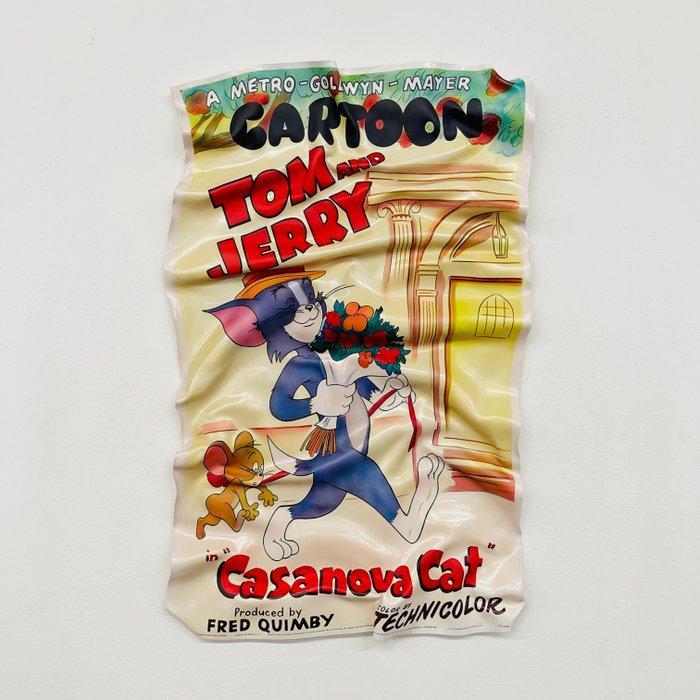 A METRO-GOLDWYN-MAYER
CARTOON
TOM AND
JERRY
in "Casanova Cat"
Produced by
FRED QUIMBY
COLOR BY
TECHNICOLOR